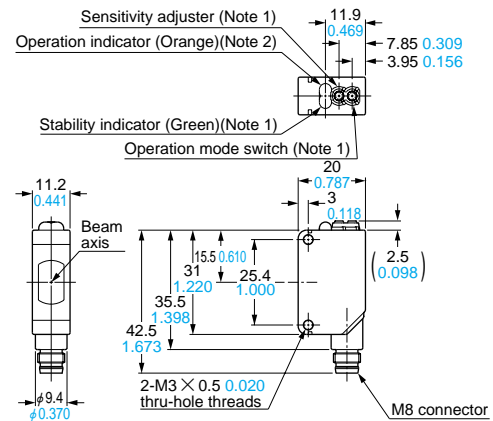 Sensitivity adjuster (Note 1)
11.9
0.469
Operation indicator (Orange)(Note 2)
7.85 0.309
3.95 0.156
Stability indicator (Green)(Note 1)
Operation mode switch (Note 1)
20
0.787
11.2
0.441
3
0.118
Beam
axis
15.5 0.610
2.5
0.098
31
1.220
25.4
1.000
35.5
1.398
42.5
1.673
2-M3 × 0.5 0.020
thru-hole threads
φ9.4
φ0.370
M8 connector